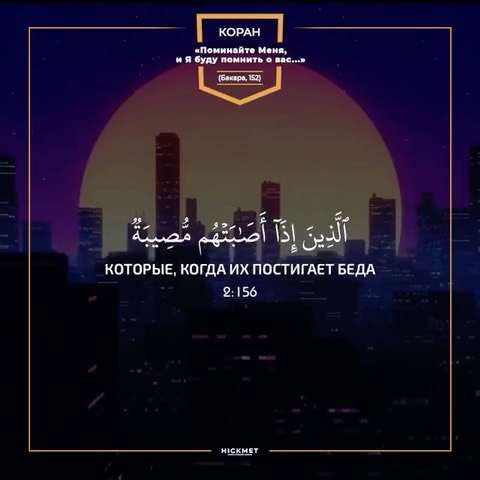 КОРАН
«Поминайте Меня,
и Я буду помнить о вас...»
(Бакара, 152)
ٱلَّذِينَ إِذَآ أَصَـٰبَتْهُم مُّصِيبَةٌۭ
КОТОРЫЕ, КОГДА ИХ ПОСТИГАЕТ БЕДА
2:156
HICKMET